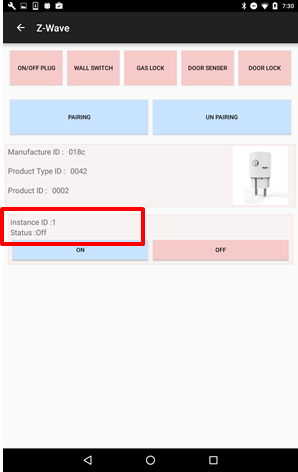 7:30
Z-Wave
ON/OFF PLUG WALL SWITCH GAS LOCK DOOR SENSER DOOR LOCK
PAIRING UN PAIRING
Manufacture ID : 018c
Product Type ID : 0042
Product ID : 0002
instance ID :1
Status :Off
ON OFF